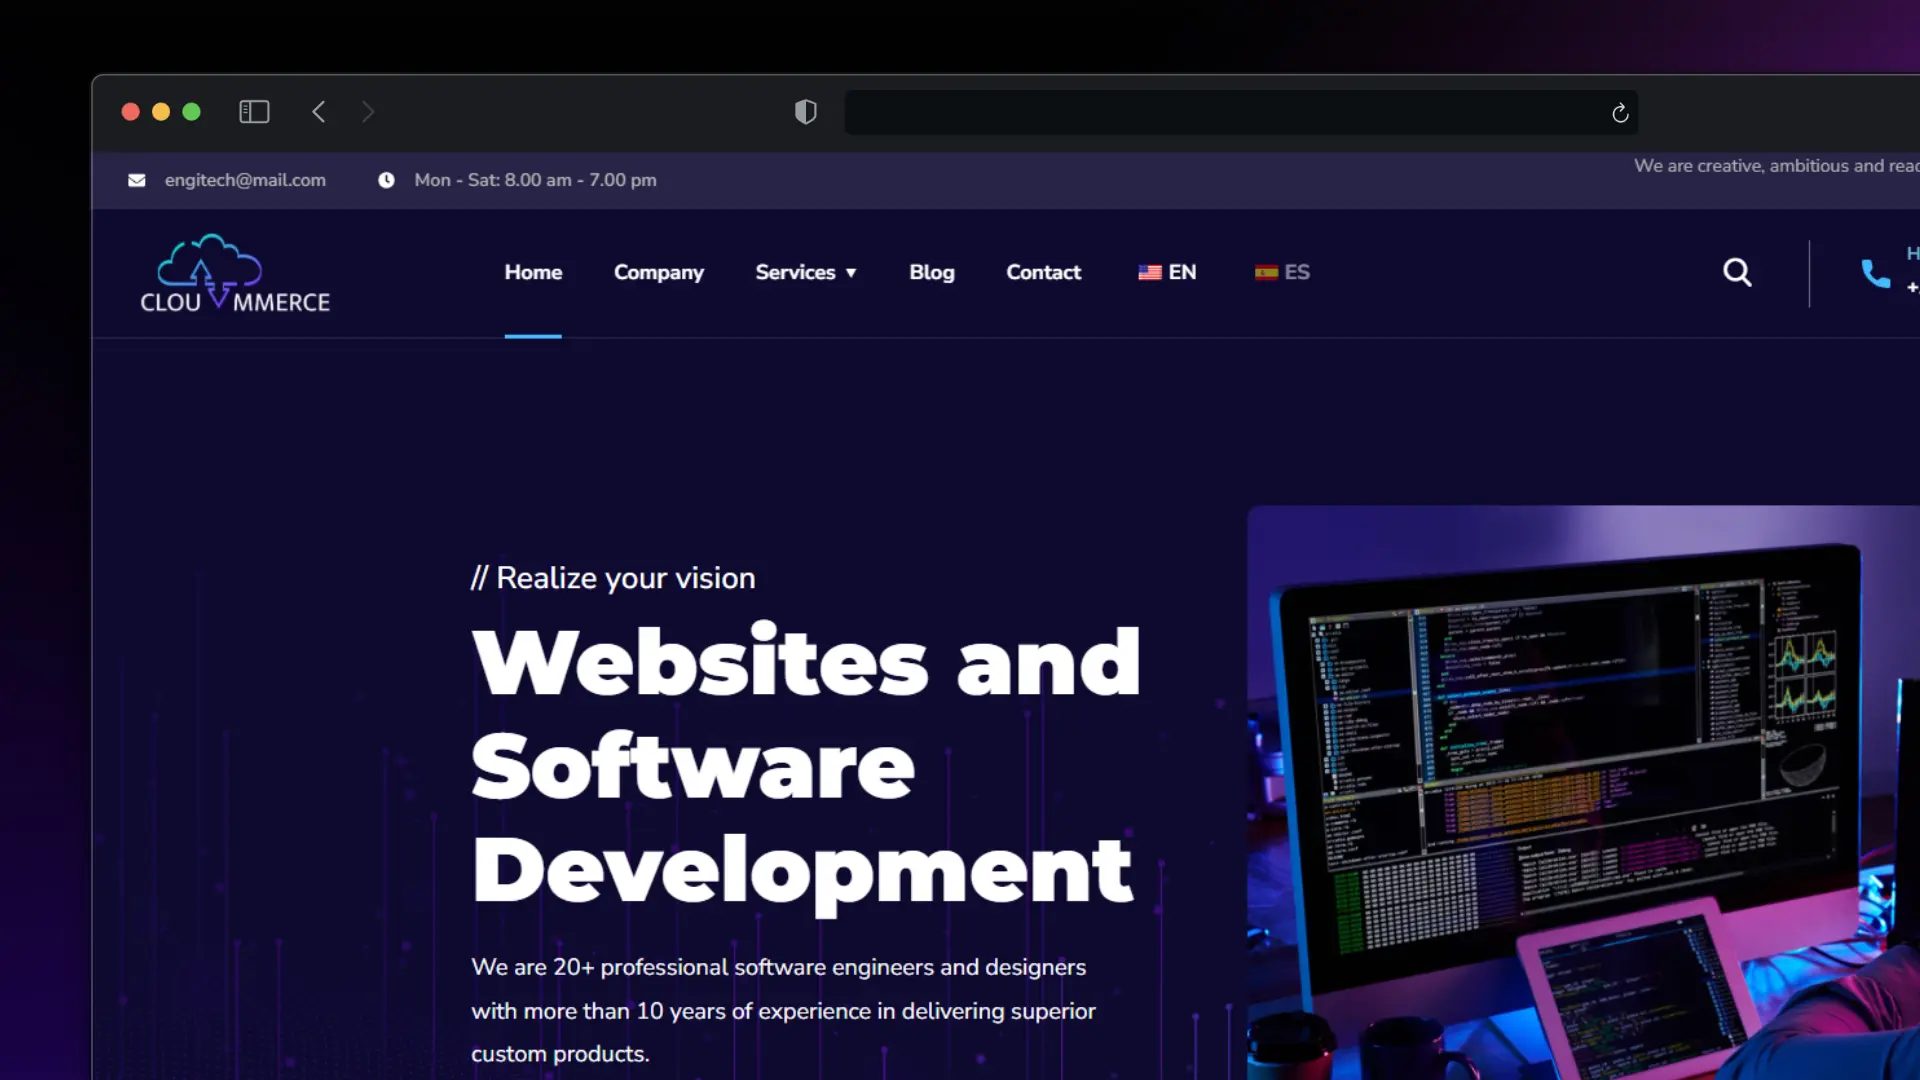 engitech@mail.com
Mon - Sat: 8.00 am - 7.00 pm
We are creative, ambitious and
CLOU MMERCE
Home
Company
Services ▼
Blog
Contact
EN
ES
// Realize your vision
Websites and
Software
Development
We are 20+ professional software engineers and designers
with more than 10 years of experience in delivering superior
custom products.